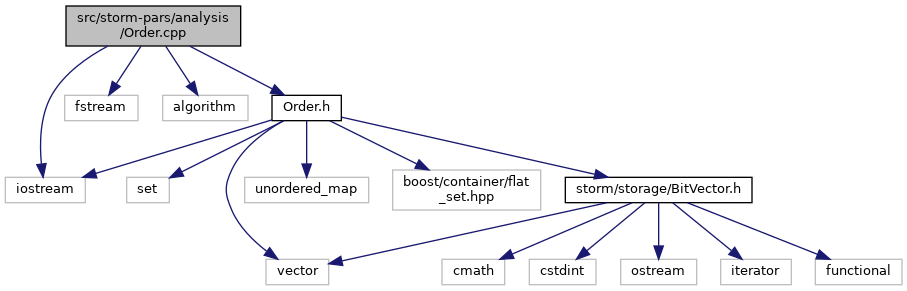 src/storm-pars/analysis
/Order.cpp
fstream
algorithm
Order.h
iostream
set
unordered_map
boost/container/flat
_set.hpp
storm/storage/BitVector.h
vector
cmath
cstdint
ostream
iterator
functional